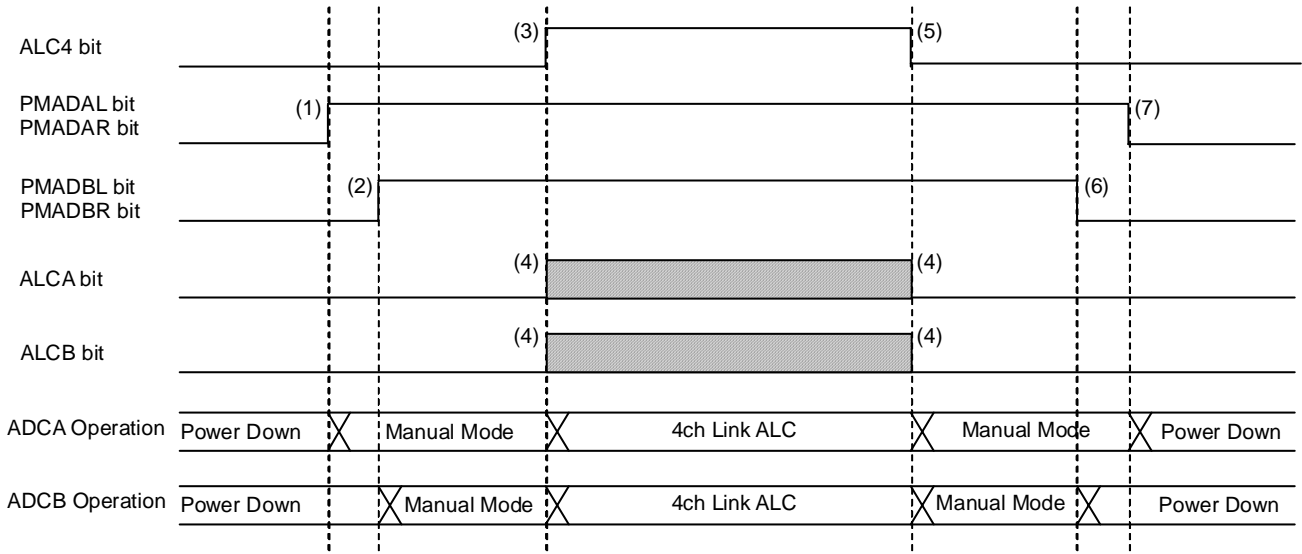 ALC4 bit
(3)
(5)
PMADAL bit
PMADAR bit
(1)
(7)
PMADBL bit
PMADBR bit
(2)
(6)
ALCA bit
(4)
(4)
ALCB bit
(4)
(4)
ADCA Operation Power Down Manual Mode 4ch Link ALC Manual Mode Power Down
ADCB Operation Power Down Manual Mode 4ch Link ALC Manual Mode Power Down